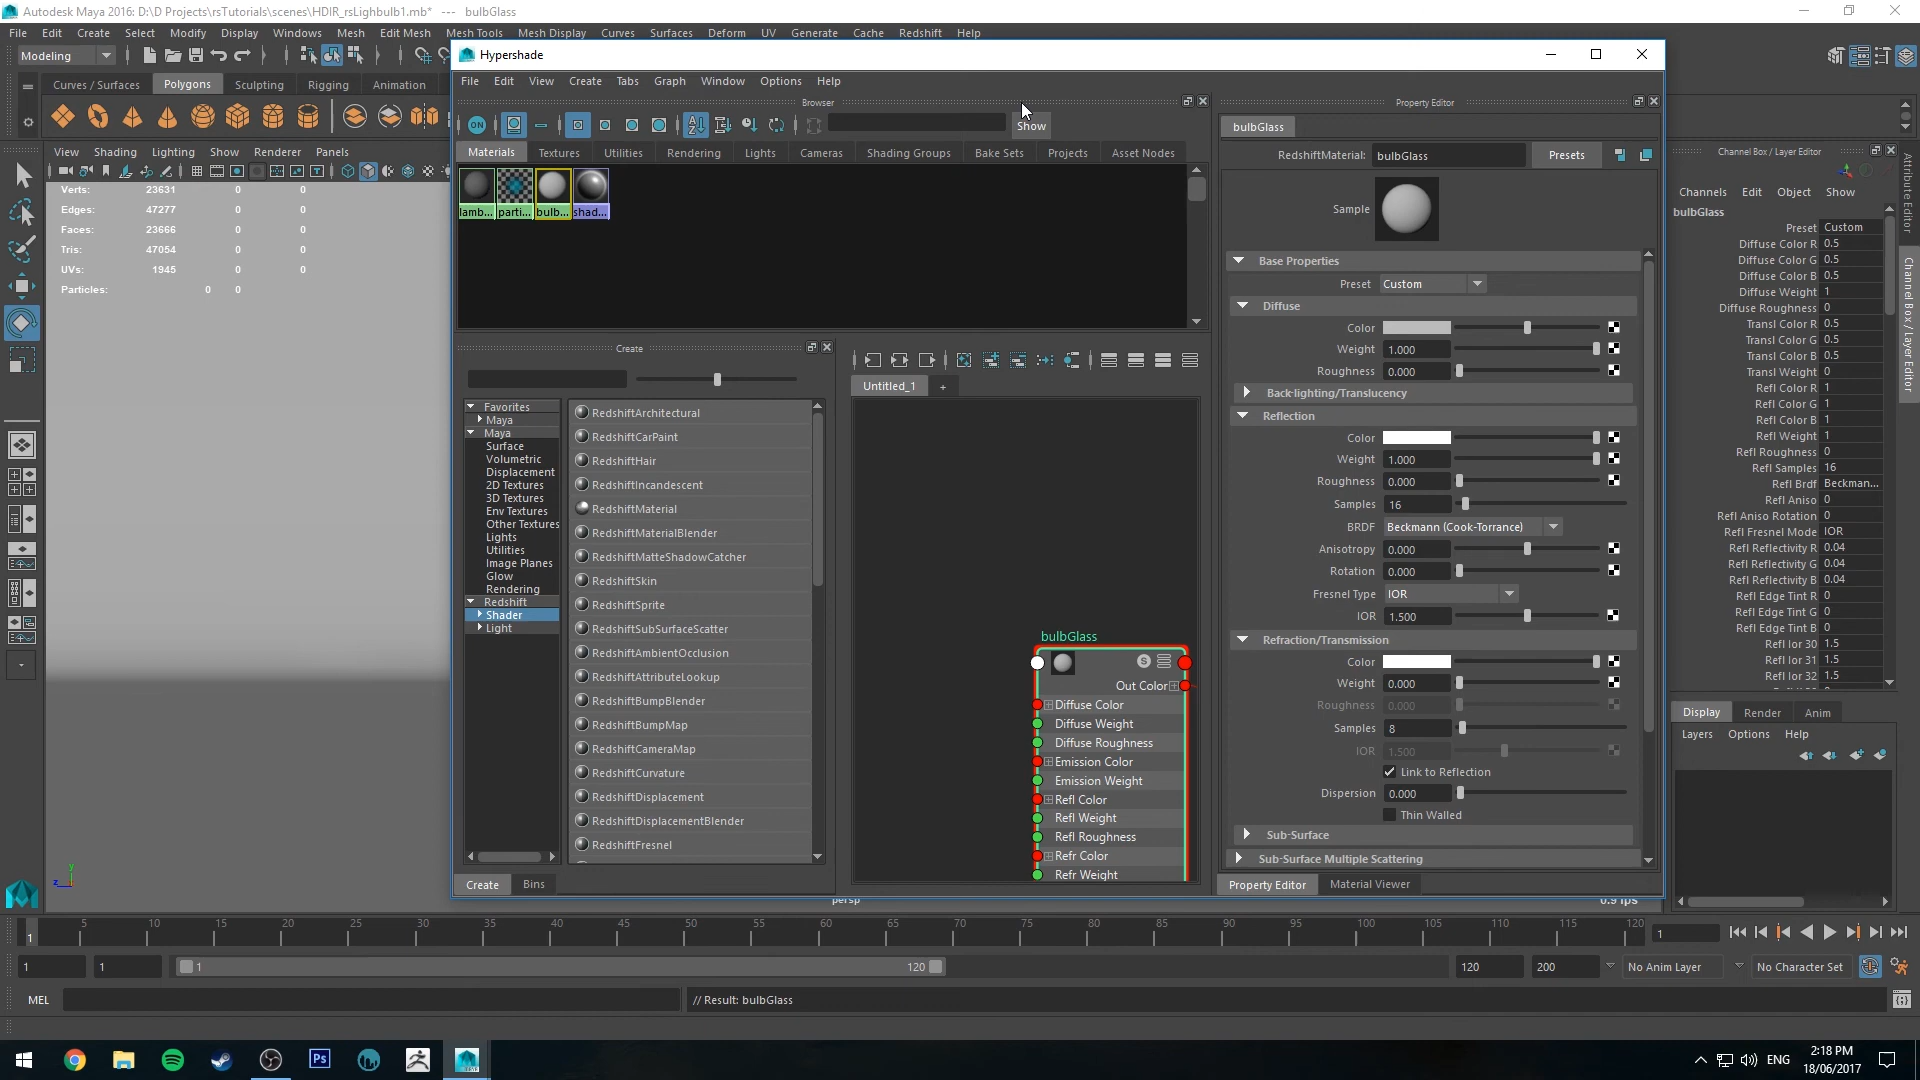 Autodesk Maya 2016: D:\D Projects\rsTutorials\scenes\HDIR_rsLighbulb1.mb* --- bulbGlass
File Edit Create Select Modify Display Windows Mesh Edit Mesh Mesh Tools Mesh Display Curves Surfaces Deform UV Generate Cache Redshift Help
Modeling
Curves / Surfaces Polygons Sculpting Rigging Animation
View Shading Lighting Show Renderer Panels
Verts: 23631 0 0
Edges: 47277 0 0
Faces: 23666 0 0
Tris: 47054 0 0
UVs: 1945 0 0
Particles: 0 0
Hypershade
File Edit View Create Tabs Graph Window Options Help
Browser
ON
Show
Materials Textures Utilities Rendering Lights Cameras Shading Groups Bake Sets Projects Asset Nodes
lamb... parti... bulb... shad...
Create
Favorites
Maya
Maya
Surface
Volumetric
Displacement
2D Textures
3D Textures
Env Textures
Other Textures
Lights
Utilities
Image Planes
Glow
Rendering
Redshift
Shader
Light
RedshiftArchitectural
RedshiftCarPaint
RedshiftHair
RedshiftIncandescent
RedshiftMaterial
RedshiftMaterialBlender
RedshiftMatteShadowCatcher
RedshiftSkin
RedshiftSprite
RedshiftSubSurfaceScatter
RedshiftAmbientOcclusion
RedshiftAttributeLookup
RedshiftBumpBlender
RedshiftBumpMap
RedshiftCameraMap
RedshiftCurvature
RedshiftDisplacement
RedshiftDisplacementBlender
RedshiftFresnel
Create Bins
Untitled_1 +
bulbGlass
S
Out Color
Diffuse Color
Diffuse Weight
Diffuse Roughness
Emission Color
Emission Weight
Refl Color
Refl Weight
Refl Roughness
Refr Color
Refr Weight
Property Editor
bulbGlass
RedshiftMaterial: bulbGlass Presets
Sample
Base Properties
Preset Custom
Diffuse
Color
Weight 1.000
Roughness 0.000
Back-lighting/Translucency
Reflection
Color
Weight 1.000
Roughness 0.000
Samples 16
BRDF Beckmann (Cook-Torrance)
Anisotropy 0.000
Rotation 0.000
Fresnel Type IOR
IOR 1.500
Refraction/Transmission
Color
Weight 0.000
Roughness 0.000
Samples 8
IOR 1.500
Link to Reflection
Dispersion 0.000
Thin Walled
Sub-Surface
Sub-Surface Multiple Scattering
Property Editor Material Viewer
persp
0.9 fps
Channel Box / Layer Editor
Channels Edit Object Show
bulbGlass
Preset Custom
Diffuse Color R 0.5
Diffuse Color G 0.5
Diffuse Color B 0.5
Diffuse Weight 1
Diffuse Roughness 0
Transl Color R 0.5
Transl Color G 0.5
Transl Color B 0.5
Transl Weight 0
Refl Color R 1
Refl Color G 1
Refl Color B 1
Refl Weight 1
Refl Roughness 0
Refl Samples 16
Refl Brdf Beckman...
Refl Aniso 0
Refl Aniso Rotation 0
Refl Fresnel Mode IOR
Refl Reflectivity R 0.04
Refl Reflectivity G 0.04
Refl Reflectivity B 0.04
Refl Edge Tint R 0
Refl Edge Tint G 0
Refl Edge Tint B 0
Refl Ior 30 1.5
Refl Ior 31 1.5
Refl Ior 32 1.5
Display Render Anim
Layers Options Help
Attribute Editor
Channel Box / Layer Editor
y
z
1 5 10 15 20 25 30 35 40 45 50 55 60 65 70 75 80 85 90 95 100 105 110 115 120
1
1 1 1 120 120 200 No Anim Layer No Character Set
MEL // Result: bulbGlass
Ps
ENG
2:18 PM
18/06/2017